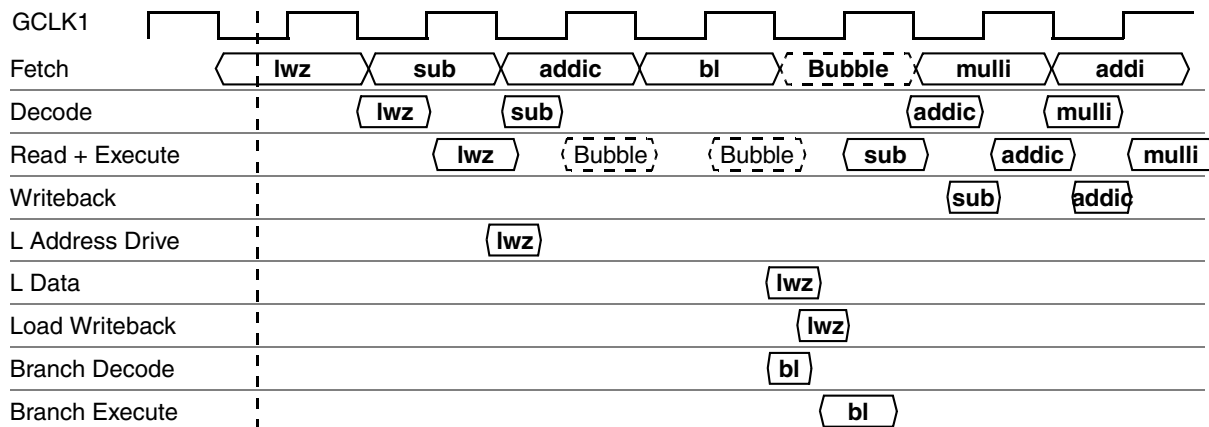 GCLK1
Fetch lwz sub addic bl Bubble mulli addi
Decode lwz sub addic mulli
Read + Execute lwz Bubble Bubble sub addic mulli
Writeback sub addic
L Address Drive lwz
L Data lwz
Load Writeback lwz
Branch Decode bl
Branch Execute bl